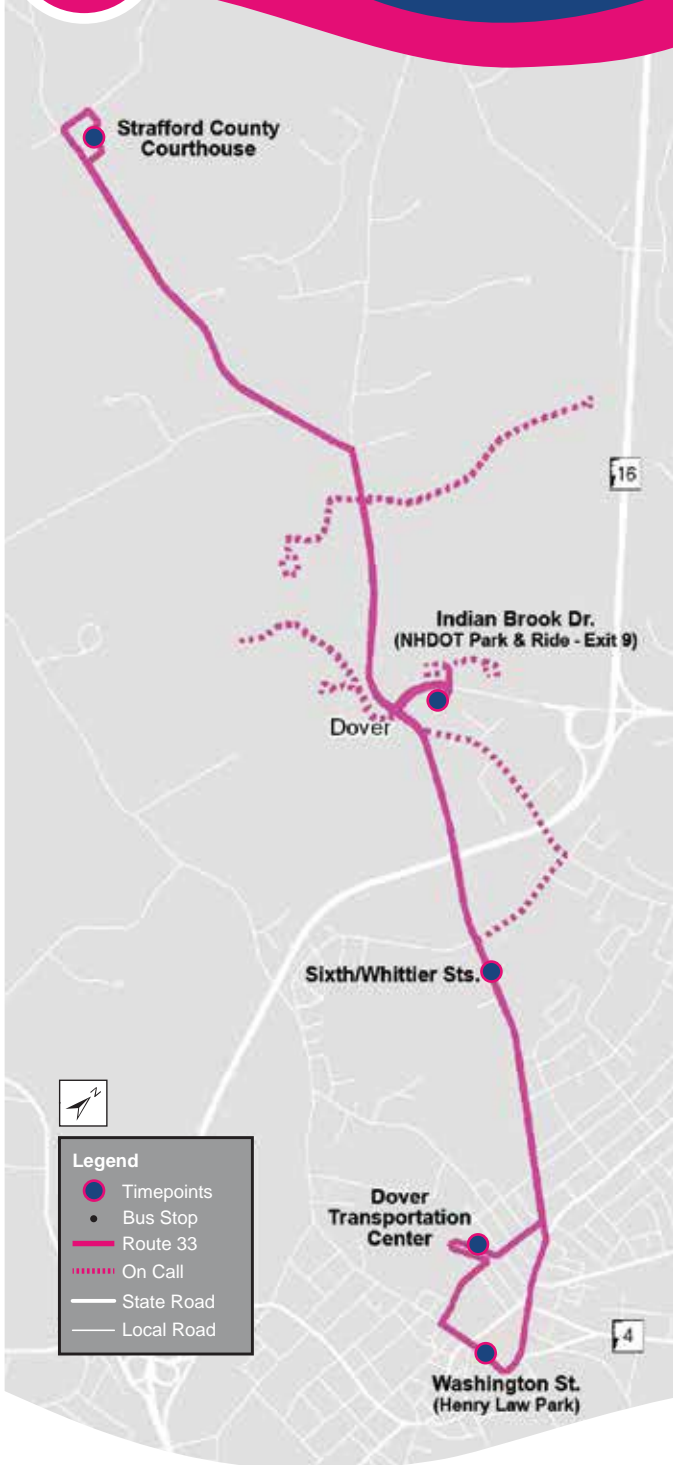 Strafford County
Courthouse
16
Indian Brook Dr.
(NHDOT Park & Ride - Exit 9)
Dover
Sixth/Whittier Sts.
N
Legend
Timepoints
Bus Stop
Route 33
On Call
State Road
Local Road
Dover
Transportation
Center
4
Washington St.
(Henry Law Park)